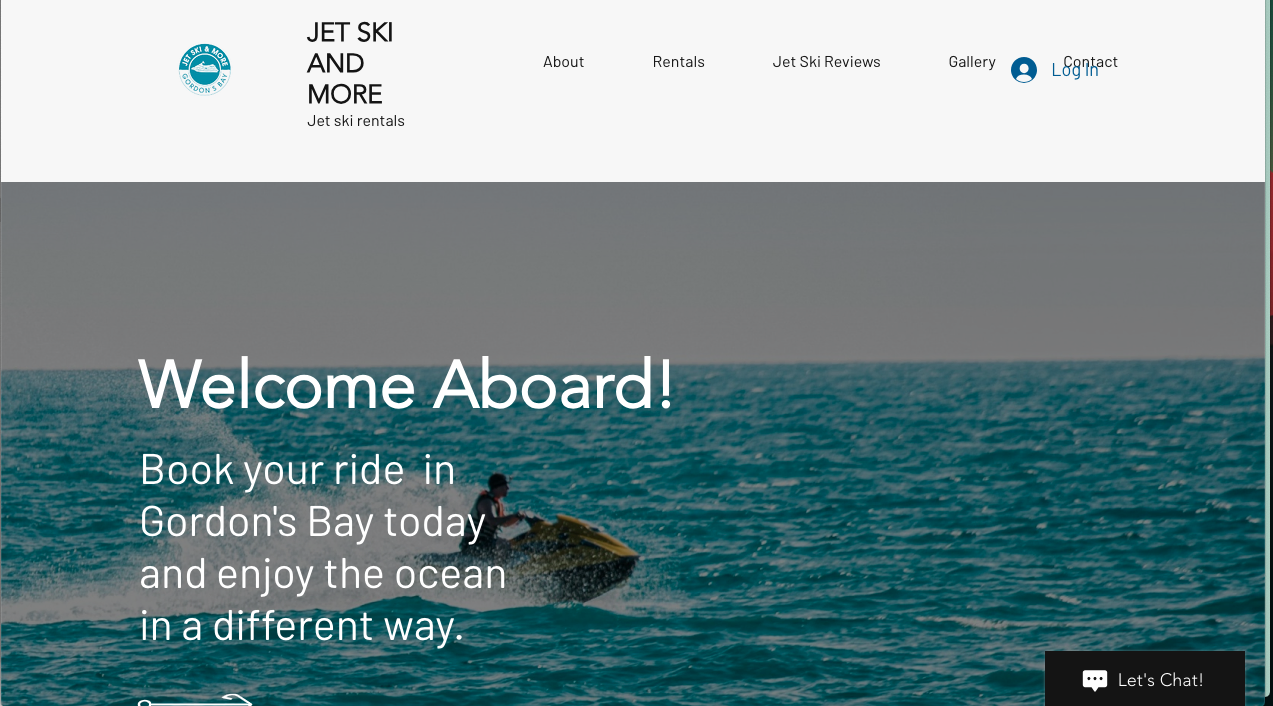 JET SKI & MORE
GORDON'S BAY
JET SKI
AND
MORE
Jet ski rentals
About
Rentals
Jet Ski Reviews
Gallery
Contact
Log In
Welcome Aboard!
Book your ride  in
Gordon's Bay today
and enjoy the ocean
in a different way.
Let's Chat!